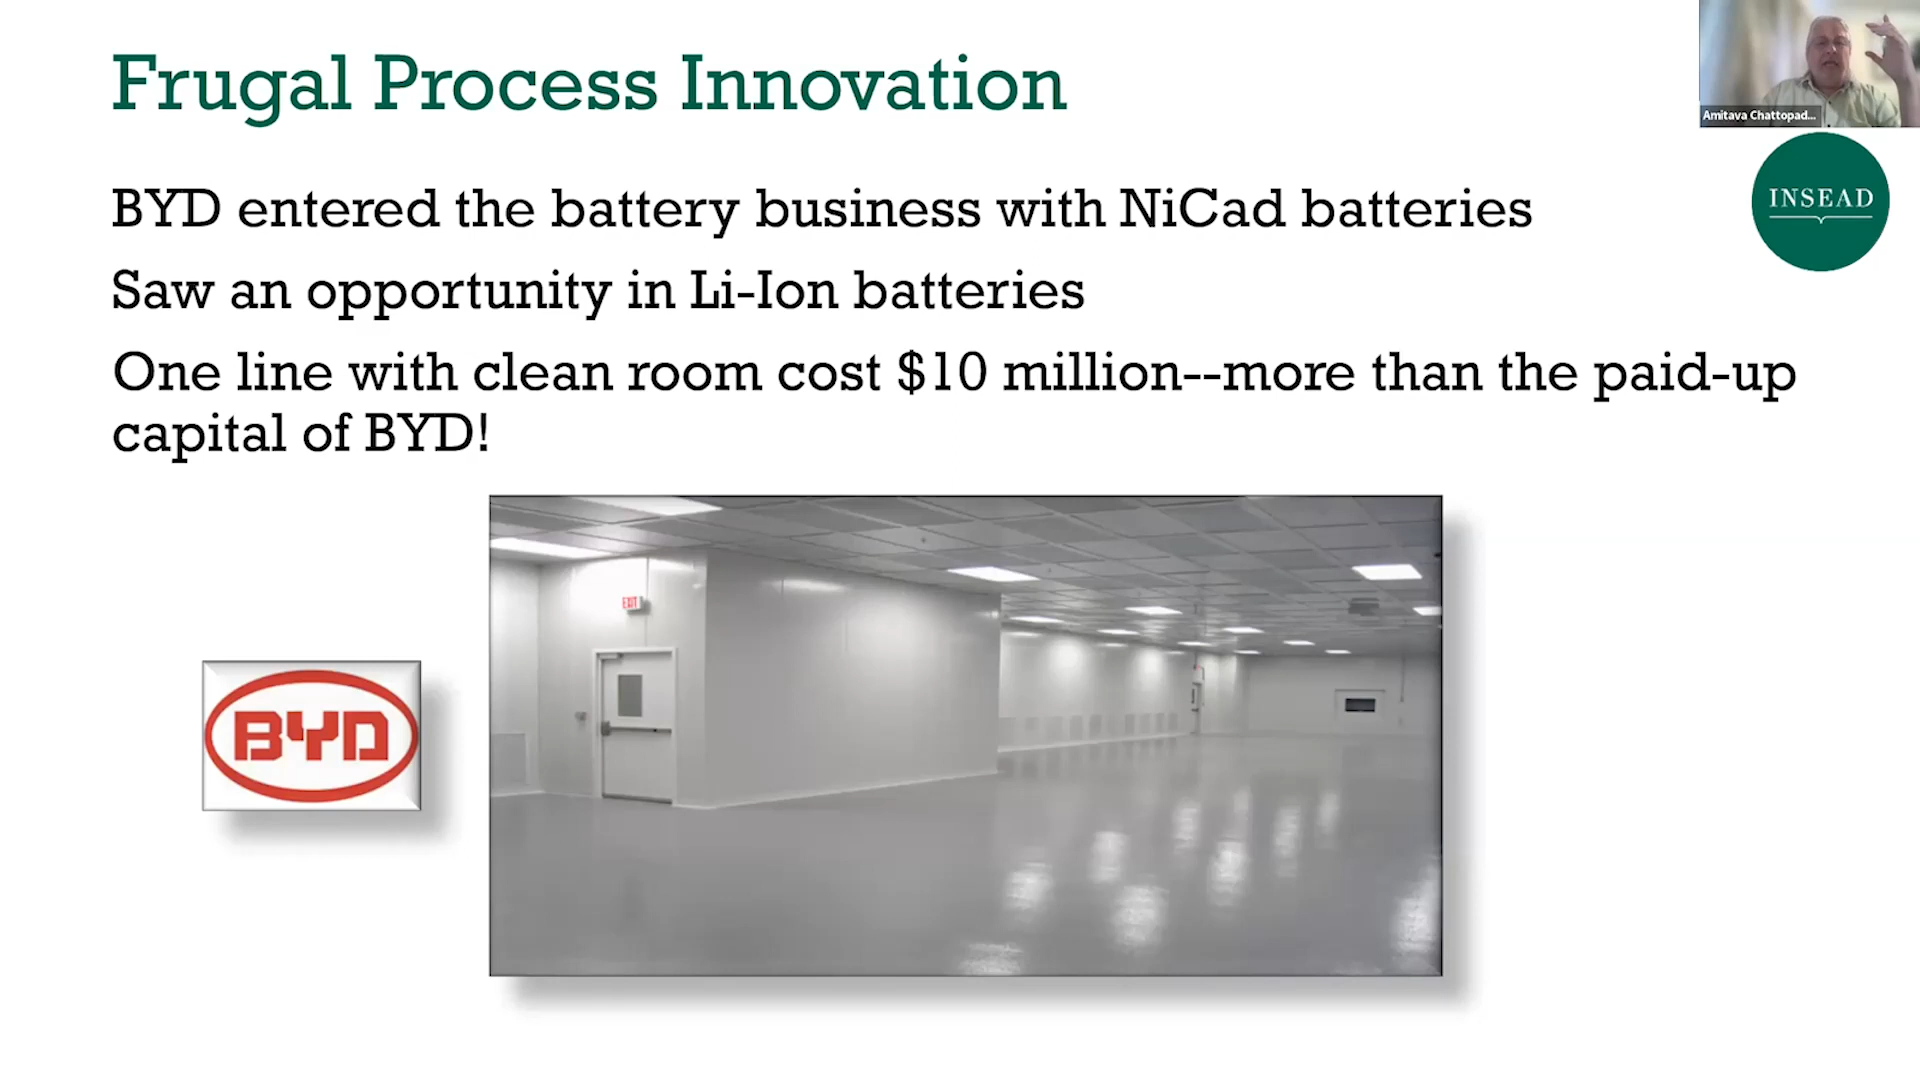 Frugal Process Innovation
Amitava Chattopad...
INSEAD
BYD entered the battery business with NiCad batteries
Saw an opportunity in Li-Ion batteries
One line with clean room cost $10 million--more than the paid-up
capital of BYD!
EXIT
BYD